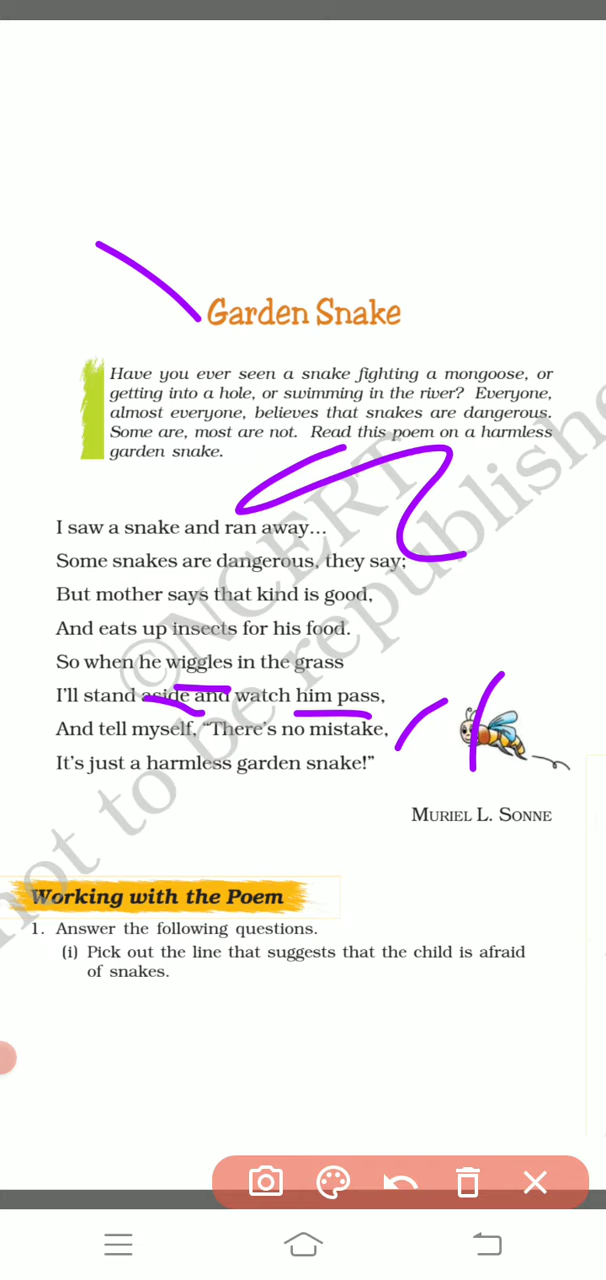 Garden Snake
Have you ever seen a snake fighting a mongoose, or
getting into a hole, or swimming in the river? Everyone,
almost everyone, believes that snakes are dangerous.
Some are, most are not. Read this poem on a harmless
garden snake.
I saw a snake and ran away...
Some snakes are dangerous, they say;
But mother says that kind is good,
And eats up insects for his food.
So when he wiggles in the grass
I'll stand aside and watch him pass,
And tell myself, “There's no mistake,
It's just a harmless garden snake!”
MURIEL L. SONNE
Working with the Poem
1. Answer the following questions.
(i) Pick out the line that suggests that the child is afraid
of snakes.
©NCERT
not to be republishe